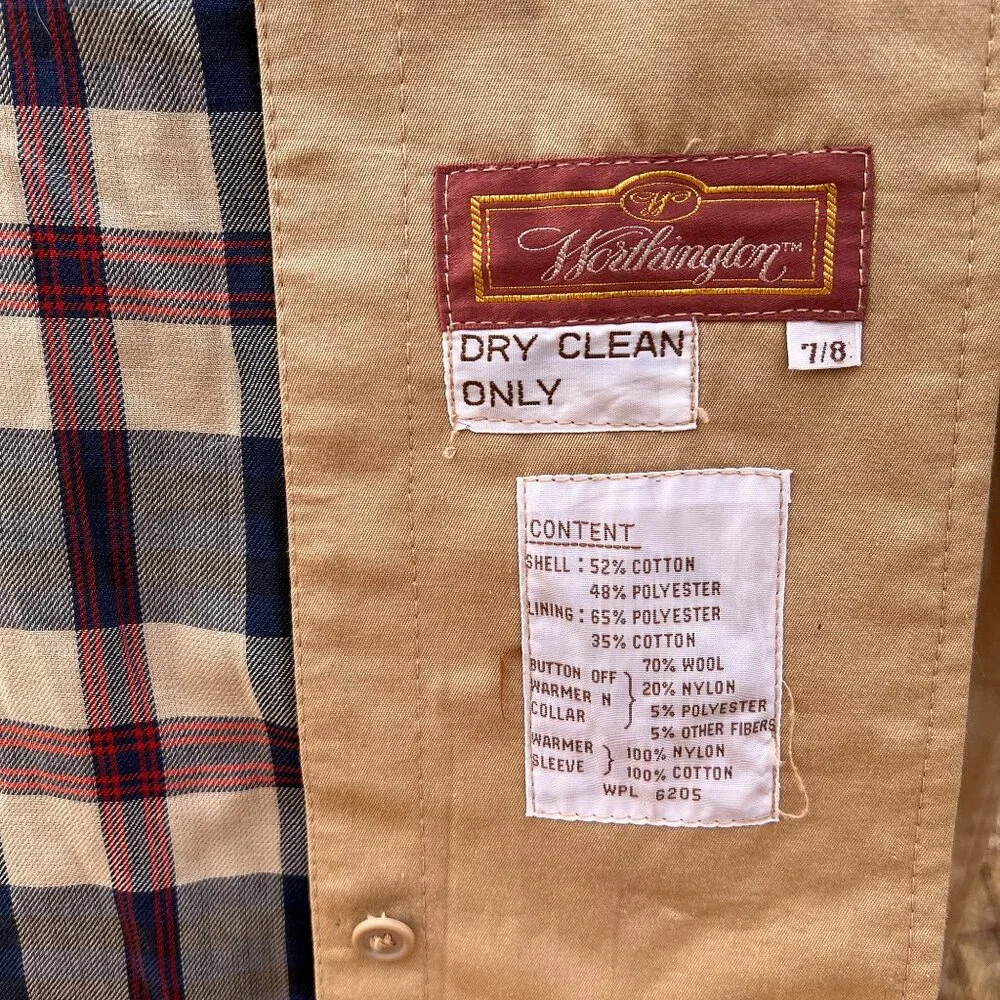 W
Worthington™
DRY CLEAN
ONLY
7/8
CONTENT
SHELL : 52% COTTON
48% POLYESTER
LINING : 65% POLYESTER
35% COTTON
BUTTON OFF
WARMER N
COLLAR
} 70% WOOL
20% NYLON
5% POLYESTER
5% OTHER FIBERS
WARMER
SLEEVE
} 100% NYLON
100% COTTON
WPL 6205